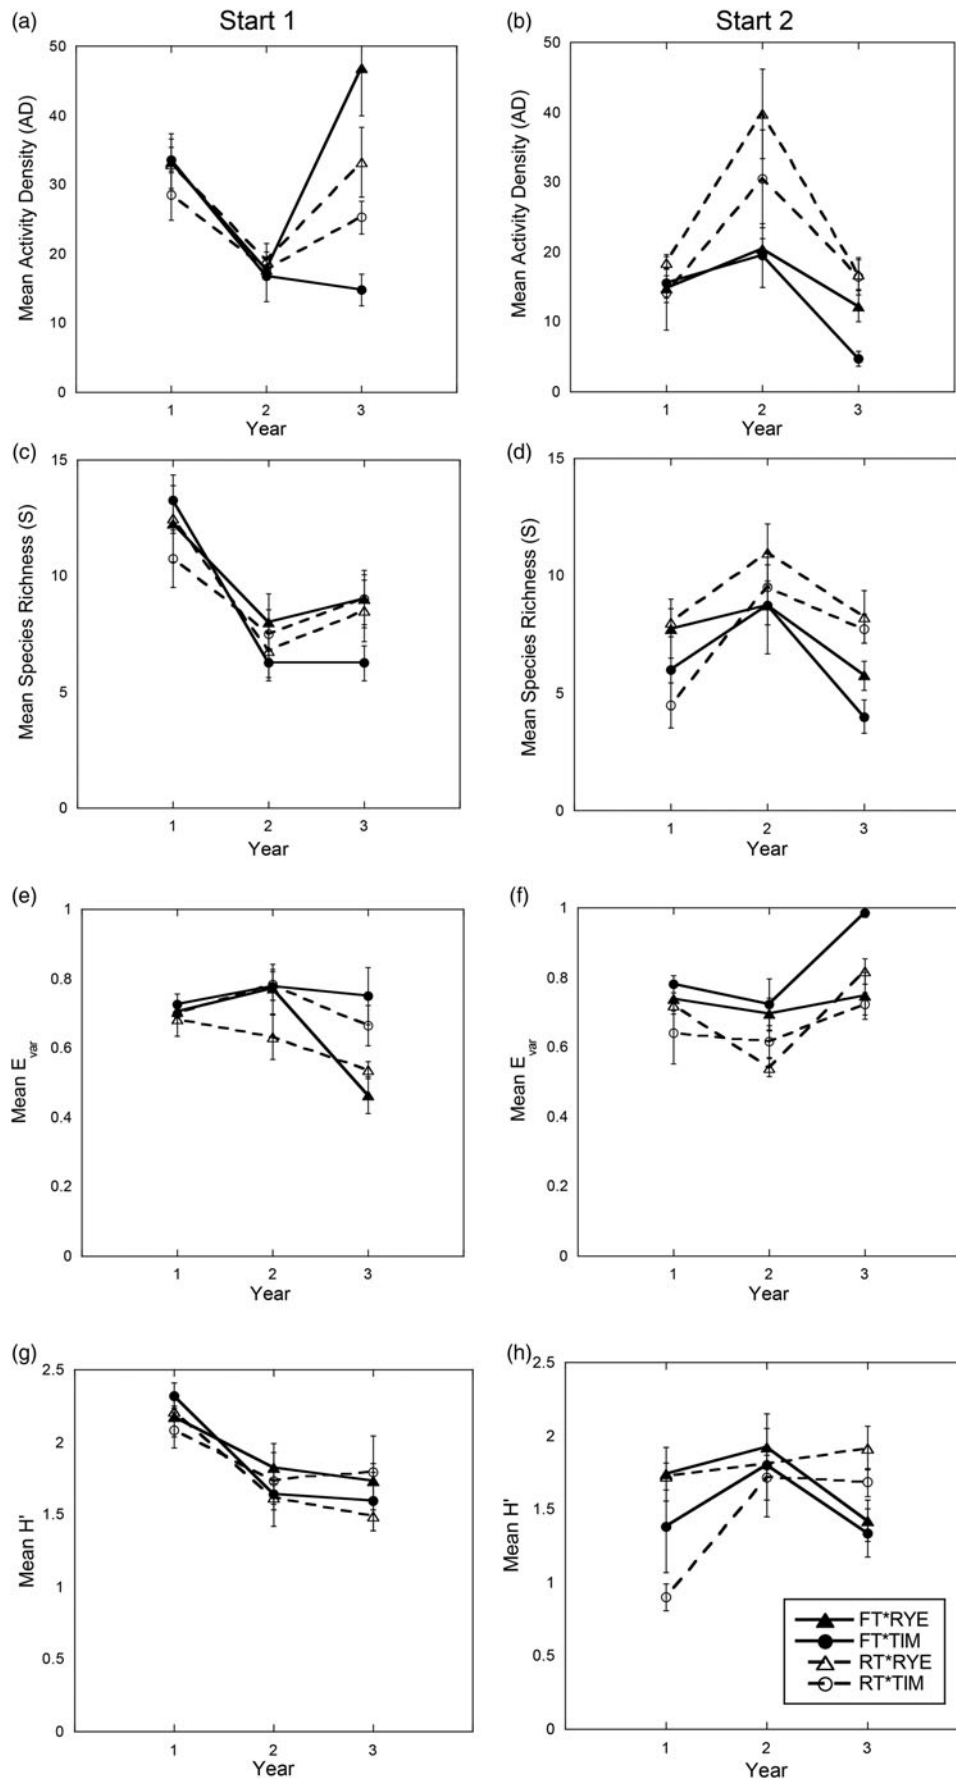 Start 1
Start 2
(a)
Mean Activity Density (AD)
50
40
30
20
10
0
1 2 3
Year
(b)
Mean Activity Density (AD)
50
40
30
20
10
0
1 2 3
Year
(c)
Mean Species Richness (S)
15
10
5
0
1 2 3
Year
(d)
Mean Species Richness (S)
15
10
5
0
1 2 3
Year
(e)
Mean Evar
1
0.8
0.6
0.4
0.2
0
1 2 3
Year
(f)
Mean Evar
1
0.8
0.6
0.4
0.2
0
1 2 3
Year
(g)
Mean H'
2.5
2
1.5
1
0.5
0
1 2 3
Year
(h)
Mean H'
2.5
2
1.5
1
0.5
0
1 2 3
Year
FT*RYE
FT*TIM
RT*RYE
RT*TIM